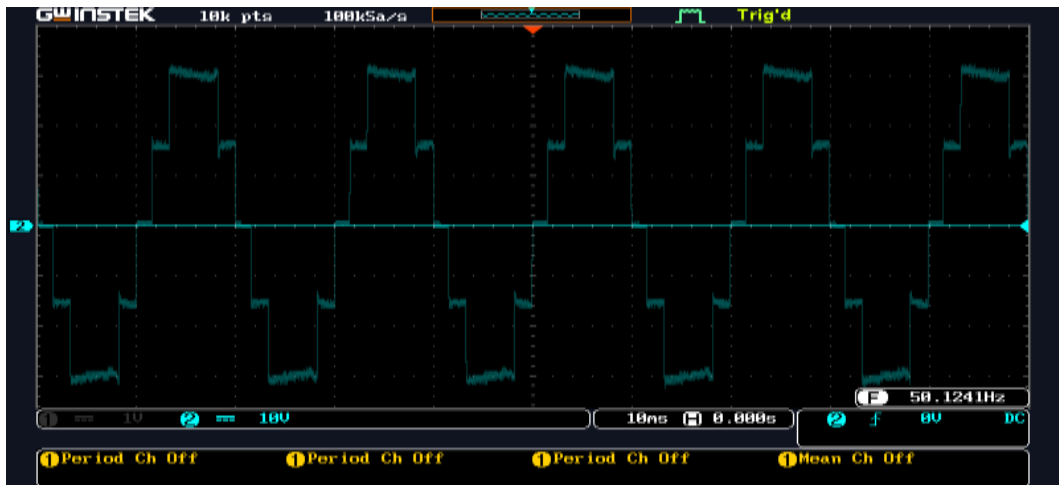 GWINSTEK 10k pts 100kSa/s Trig'd
2
F 50.1241Hz
1 1V 2 10V 10ms H 0.000s 2 0V DC
1 Period Ch Off 1 Period Ch Off 1 Period Ch Off 1 Mean Ch Off